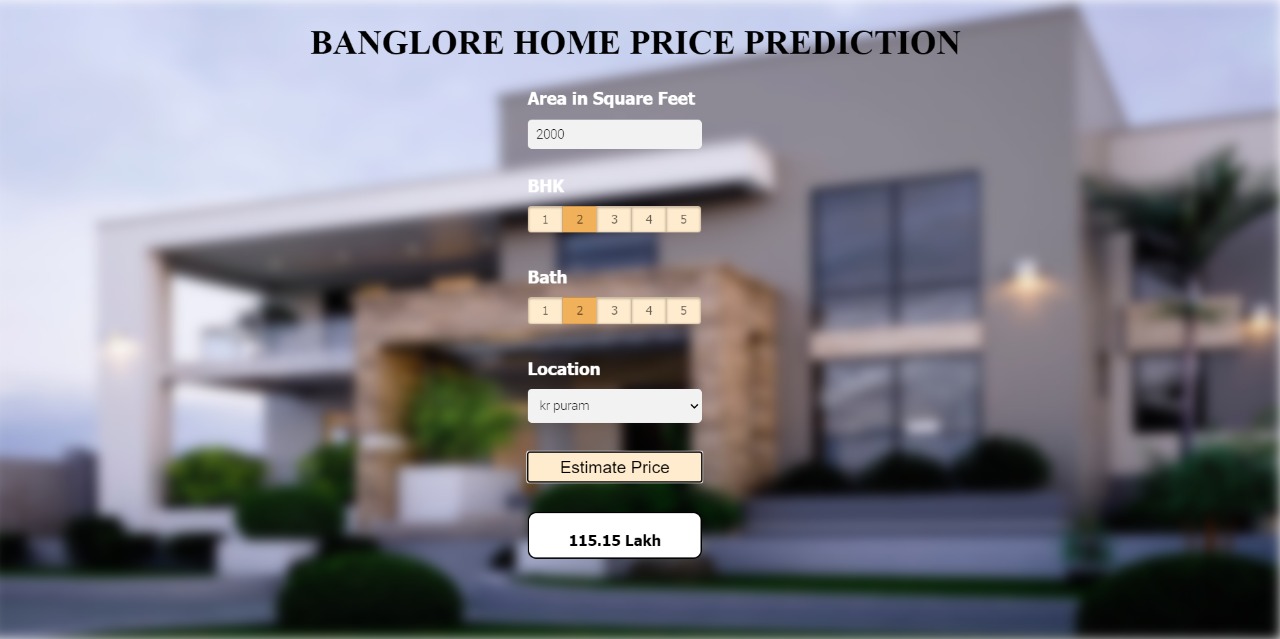 BANGLORE HOME PRICE PREDICTION
Area in Square Feet
2000
BHK
1 2 3 4 5
Bath
1 2 3 4 5
Location
kr puram
Estimate Price
115.15 Lakh